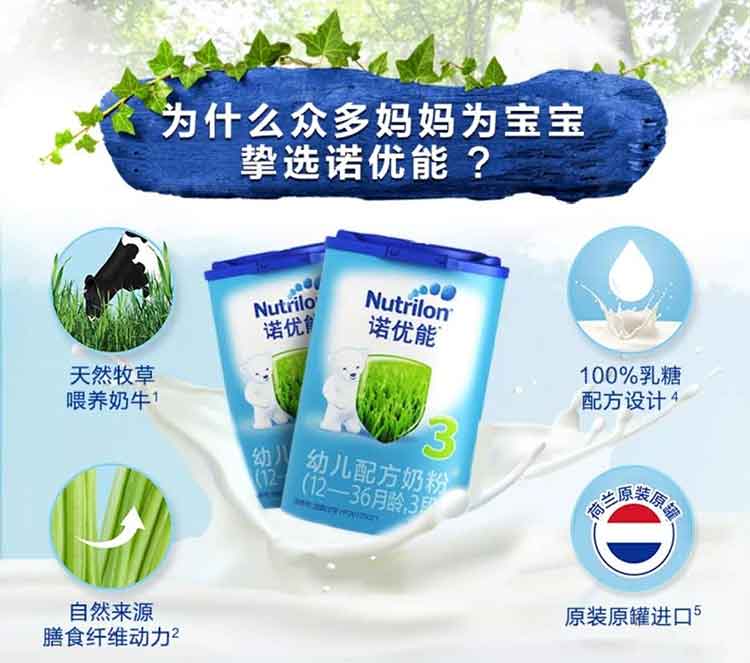 为什么众多妈妈为宝宝
挚选诺优能 ?
天然牧草
喂养奶牛1
100%乳糖
配方设计4
Nutrilon
诺优能
Nutrilon
诺优能
3
幼儿
(12—
幼儿配方奶粉
(12—36月龄,3段
荷兰原装原罐
自然来源
膳食纤维动力2
原装原罐进口5